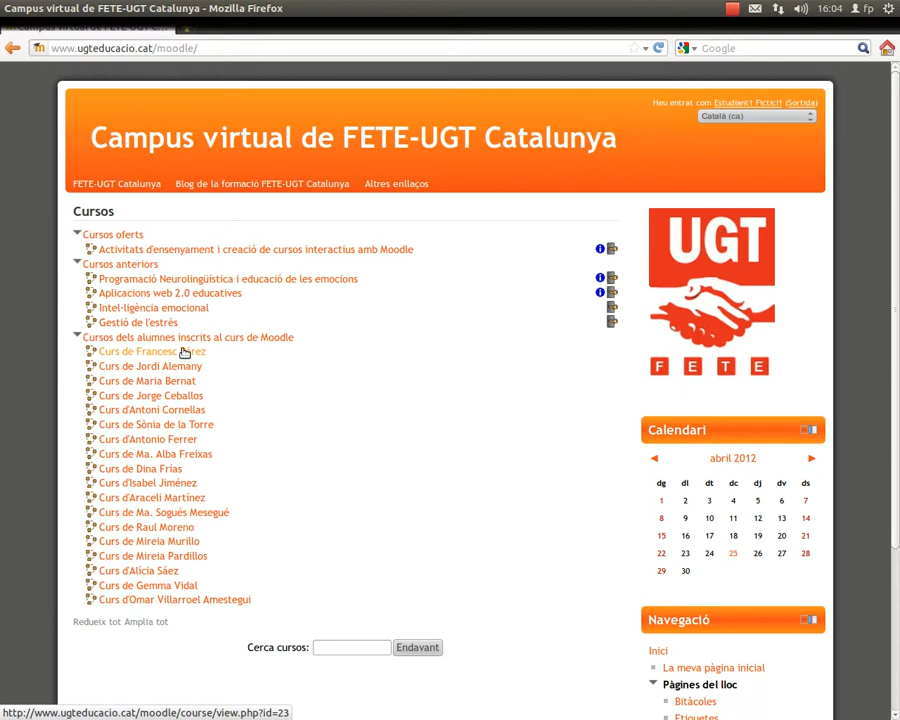 Campus virtual de FETE-UGT Catalunya - Mozilla Firefox
16:04 fp
www.ugteducacio.cat/moodle/
Google
Heu entrat com Estudiant1 Fictici1 (Sortida)
Català (ca)
Campus virtual de FETE-UGT Catalunya
FETE-UGT Catalunya Blog de la formació FETE-UGT Catalunya Altres enllaços
Cursos
Cursos oferts
Activitats d'ensenyament i creació de cursos interactius amb Moodle
Cursos anteriors
Programació Neurolingüística i educació de les emocions
Aplicacions web 2.0 educatives
Intel·ligència emocional
Gestió de l'estrès
Cursos dels alumnes inscrits al curs de Moodle
Curs de Francesc
Curs de Jordi Alemany
Curs de Maria Bernat
Curs de Jorge Ceballos
Curs d'Antoni Cornellas
Curs de Sònia de la Torre
Curs d'Antonio Ferrer
Curs de Ma. Alba Freixas
Curs de Dina Frías
Curs d'Isabel Jiménez
Curs d'Araceli Martínez
Curs de Ma. Sogués Mesegué
Curs de Raul Moreno
Curs de Mireia Murillo
Curs de Mireia Pardillos
Curs d'Alícia Sáez
Curs de Gemma Vidal
Curs d'Omar Villarroel Amestegui
Redueix tot Amplia tot
Cerca cursos: Endavant
UGT
F E T E
Calendari
abril 2012
dg dl dt dc dj dv ds
1 2 3 4 5 6 7
8 9 10 11 12 13 14
15 16 17 18 19 20 21
22 23 24 25 26 27 28
29 30
Navegació
Inici
La meva pàgina inicial
Pàgines del lloc
Bitàcoles
Etiquetes
http://www.ugteducacio.cat/moodle/course/view.php?id=23